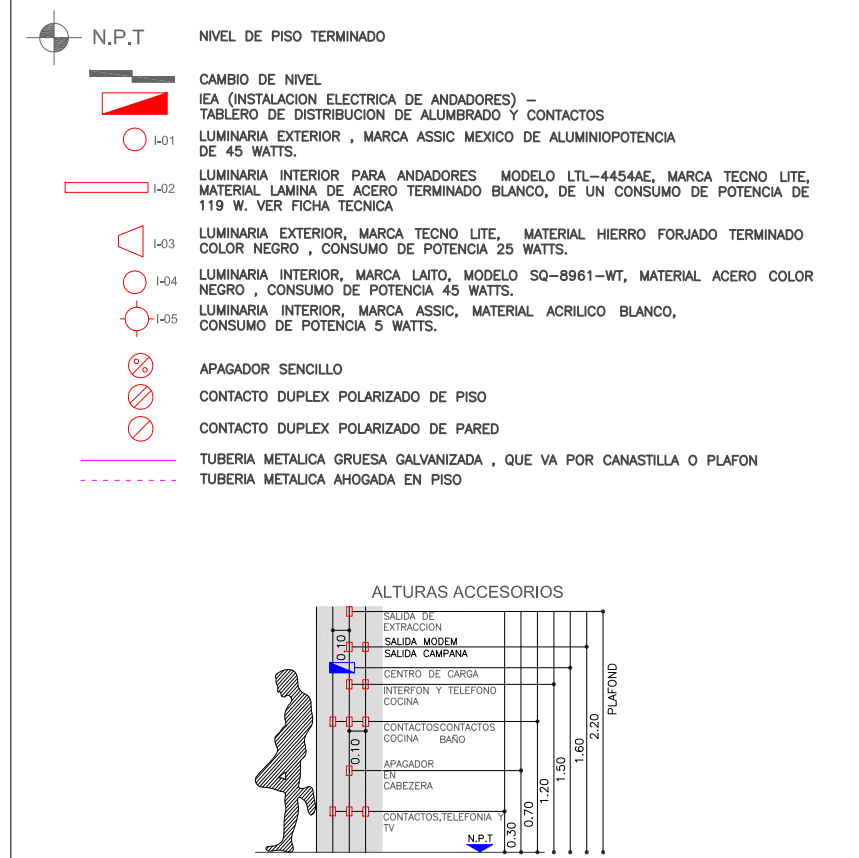 N.P.T NIVEL DE PISO TERMINADO
CAMBIO DE NIVEL
IEA (INSTALACION ELECTRICA DE ANDADORES) –
TABLERO DE DISTRIBUCION DE ALUMBRADO Y CONTACTOS
I-01 LUMINARIA EXTERIOR , MARCA ASSIC MEXICO DE ALUMINIOPOTENCIA
DE 45 WATTS.
LUMINARIA INTERIOR PARA ANDADORES MODELO LTL-4454AE, MARCA TECNO LITE,
I-02 MATERIAL LAMINA DE ACERO TERMINADO BLANCO, DE UN CONSUMO DE POTENCIA DE
119 W. VER FICHA TECNICA
I-03 LUMINARIA EXTERIOR, MARCA TECNO LITE, MATERIAL HIERRO FORJADO TERMINADO
COLOR NEGRO , CONSUMO DE POTENCIA 25 WATTS.
I-04 LUMINARIA INTERIOR, MARCA LAITO, MODELO SQ-8961-WT, MATERIAL ACERO COLOR
NEGRO , CONSUMO DE POTENCIA 45 WATTS.
I-05 LUMINARIA INTERIOR, MARCA ASSIC, MATERIAL ACRILICO BLANCO,
CONSUMO DE POTENCIA 5 WATTS.
APAGADOR SENCILLO
CONTACTO DUPLEX POLARIZADO DE PISO
CONTACTO DUPLEX POLARIZADO DE PARED
TUBERIA METALICA GRUESA GALVANIZADA , QUE VA POR CANASTILLA O PLAFON
TUBERIA METALICA AHOGADA EN PISO
ALTURAS ACCESORIOS
SALIDA DE
EXTRACCION
0.10
SALIDA MODEM
SALIDA CAMPANA
CENTRO DE CARGA
INTERFON Y TELEFONO
COCINA
CONTACTOS CONTACTOS
COCINA BAÑO
0.10
APAGADOR
EN
CABEZERA
CONTACTOS,TELEFONIA Y
TV
N.P.T
0.30
0.70
1.20
1.50
1.60
2.20
PLAFOND